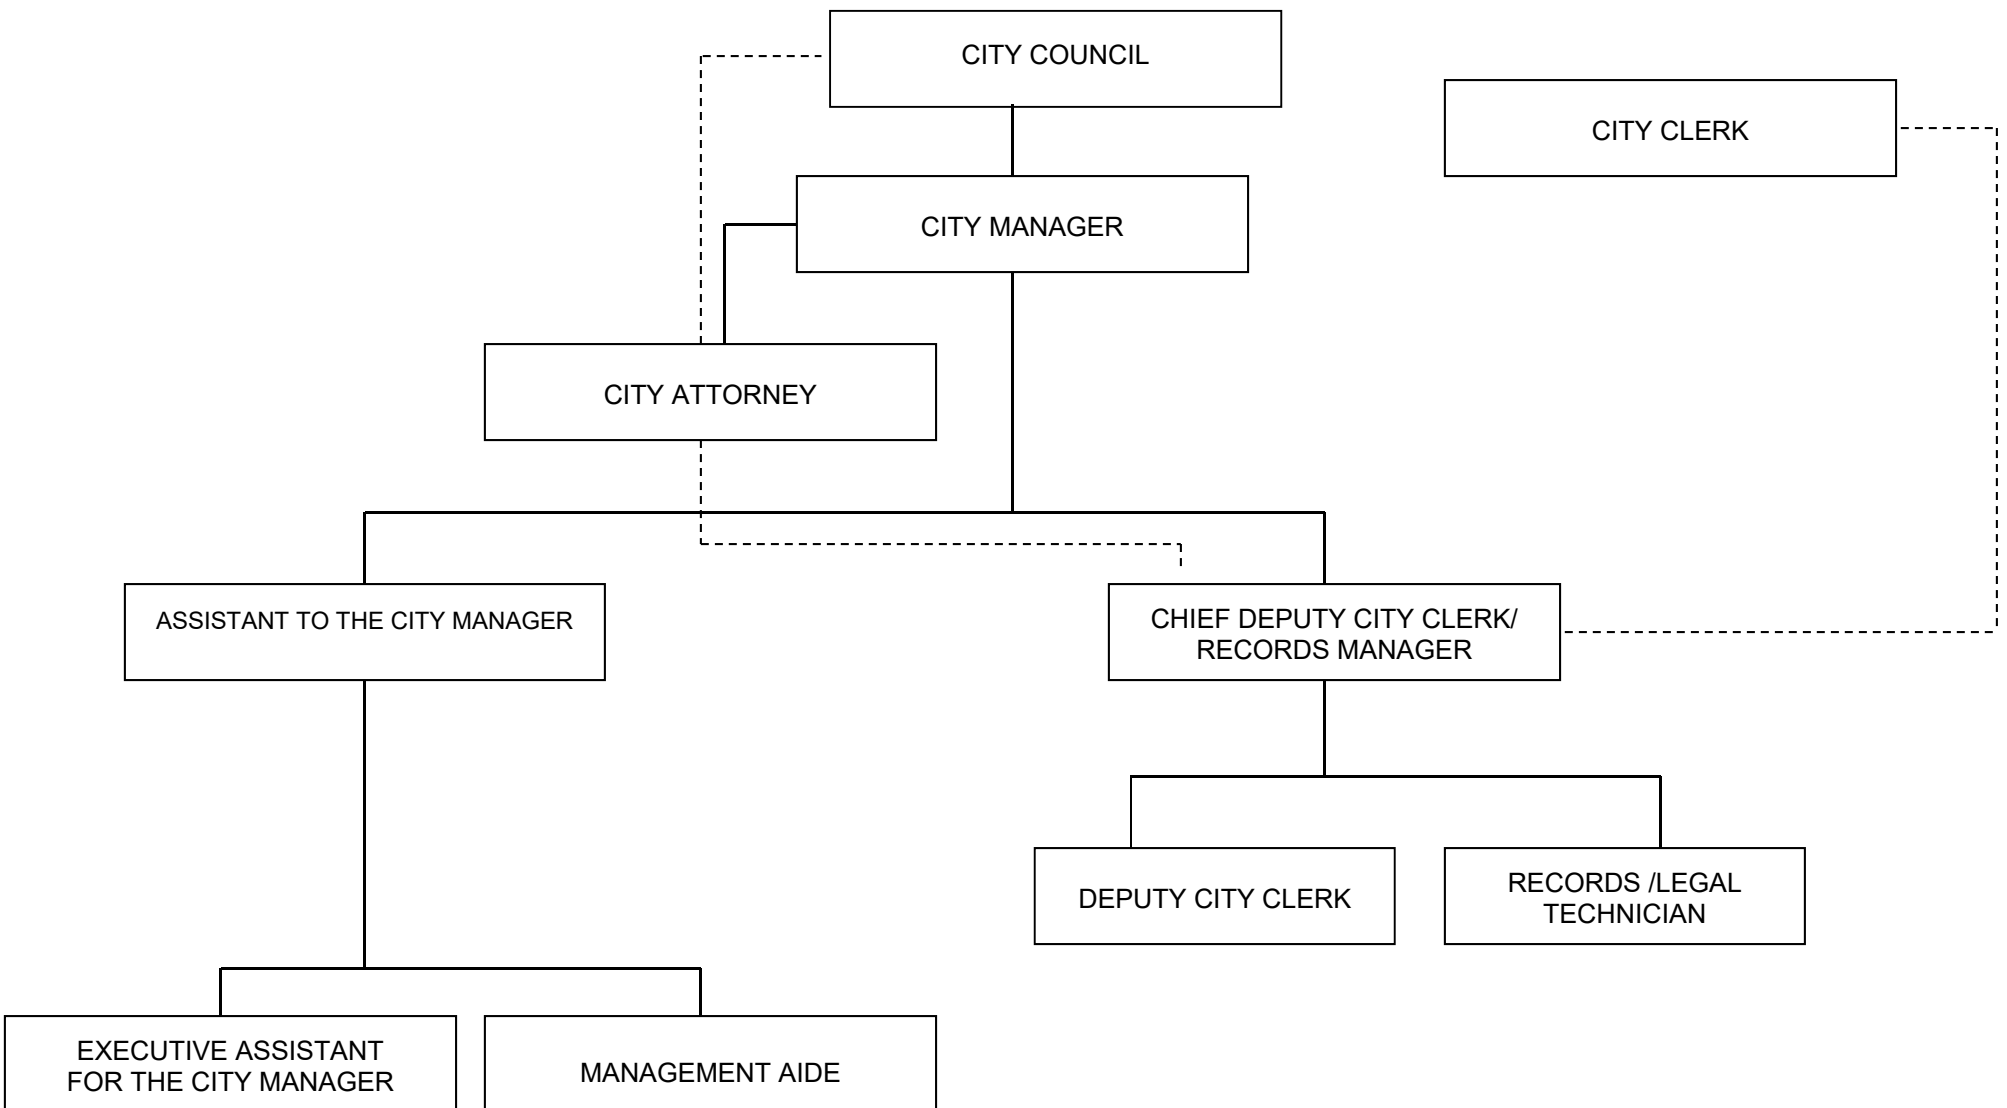 CITY COUNCIL
CITY CLERK
CITY MANAGER
CITY ATTORNEY
ASSISTANT TO THE CITY MANAGER
CHIEF DEPUTY CITY CLERK/
RECORDS MANAGER
DEPUTY CITY CLERK
RECORDS /LEGAL
TECHNICIAN
EXECUTIVE ASSISTANT
FOR THE CITY MANAGER
MANAGEMENT AIDE